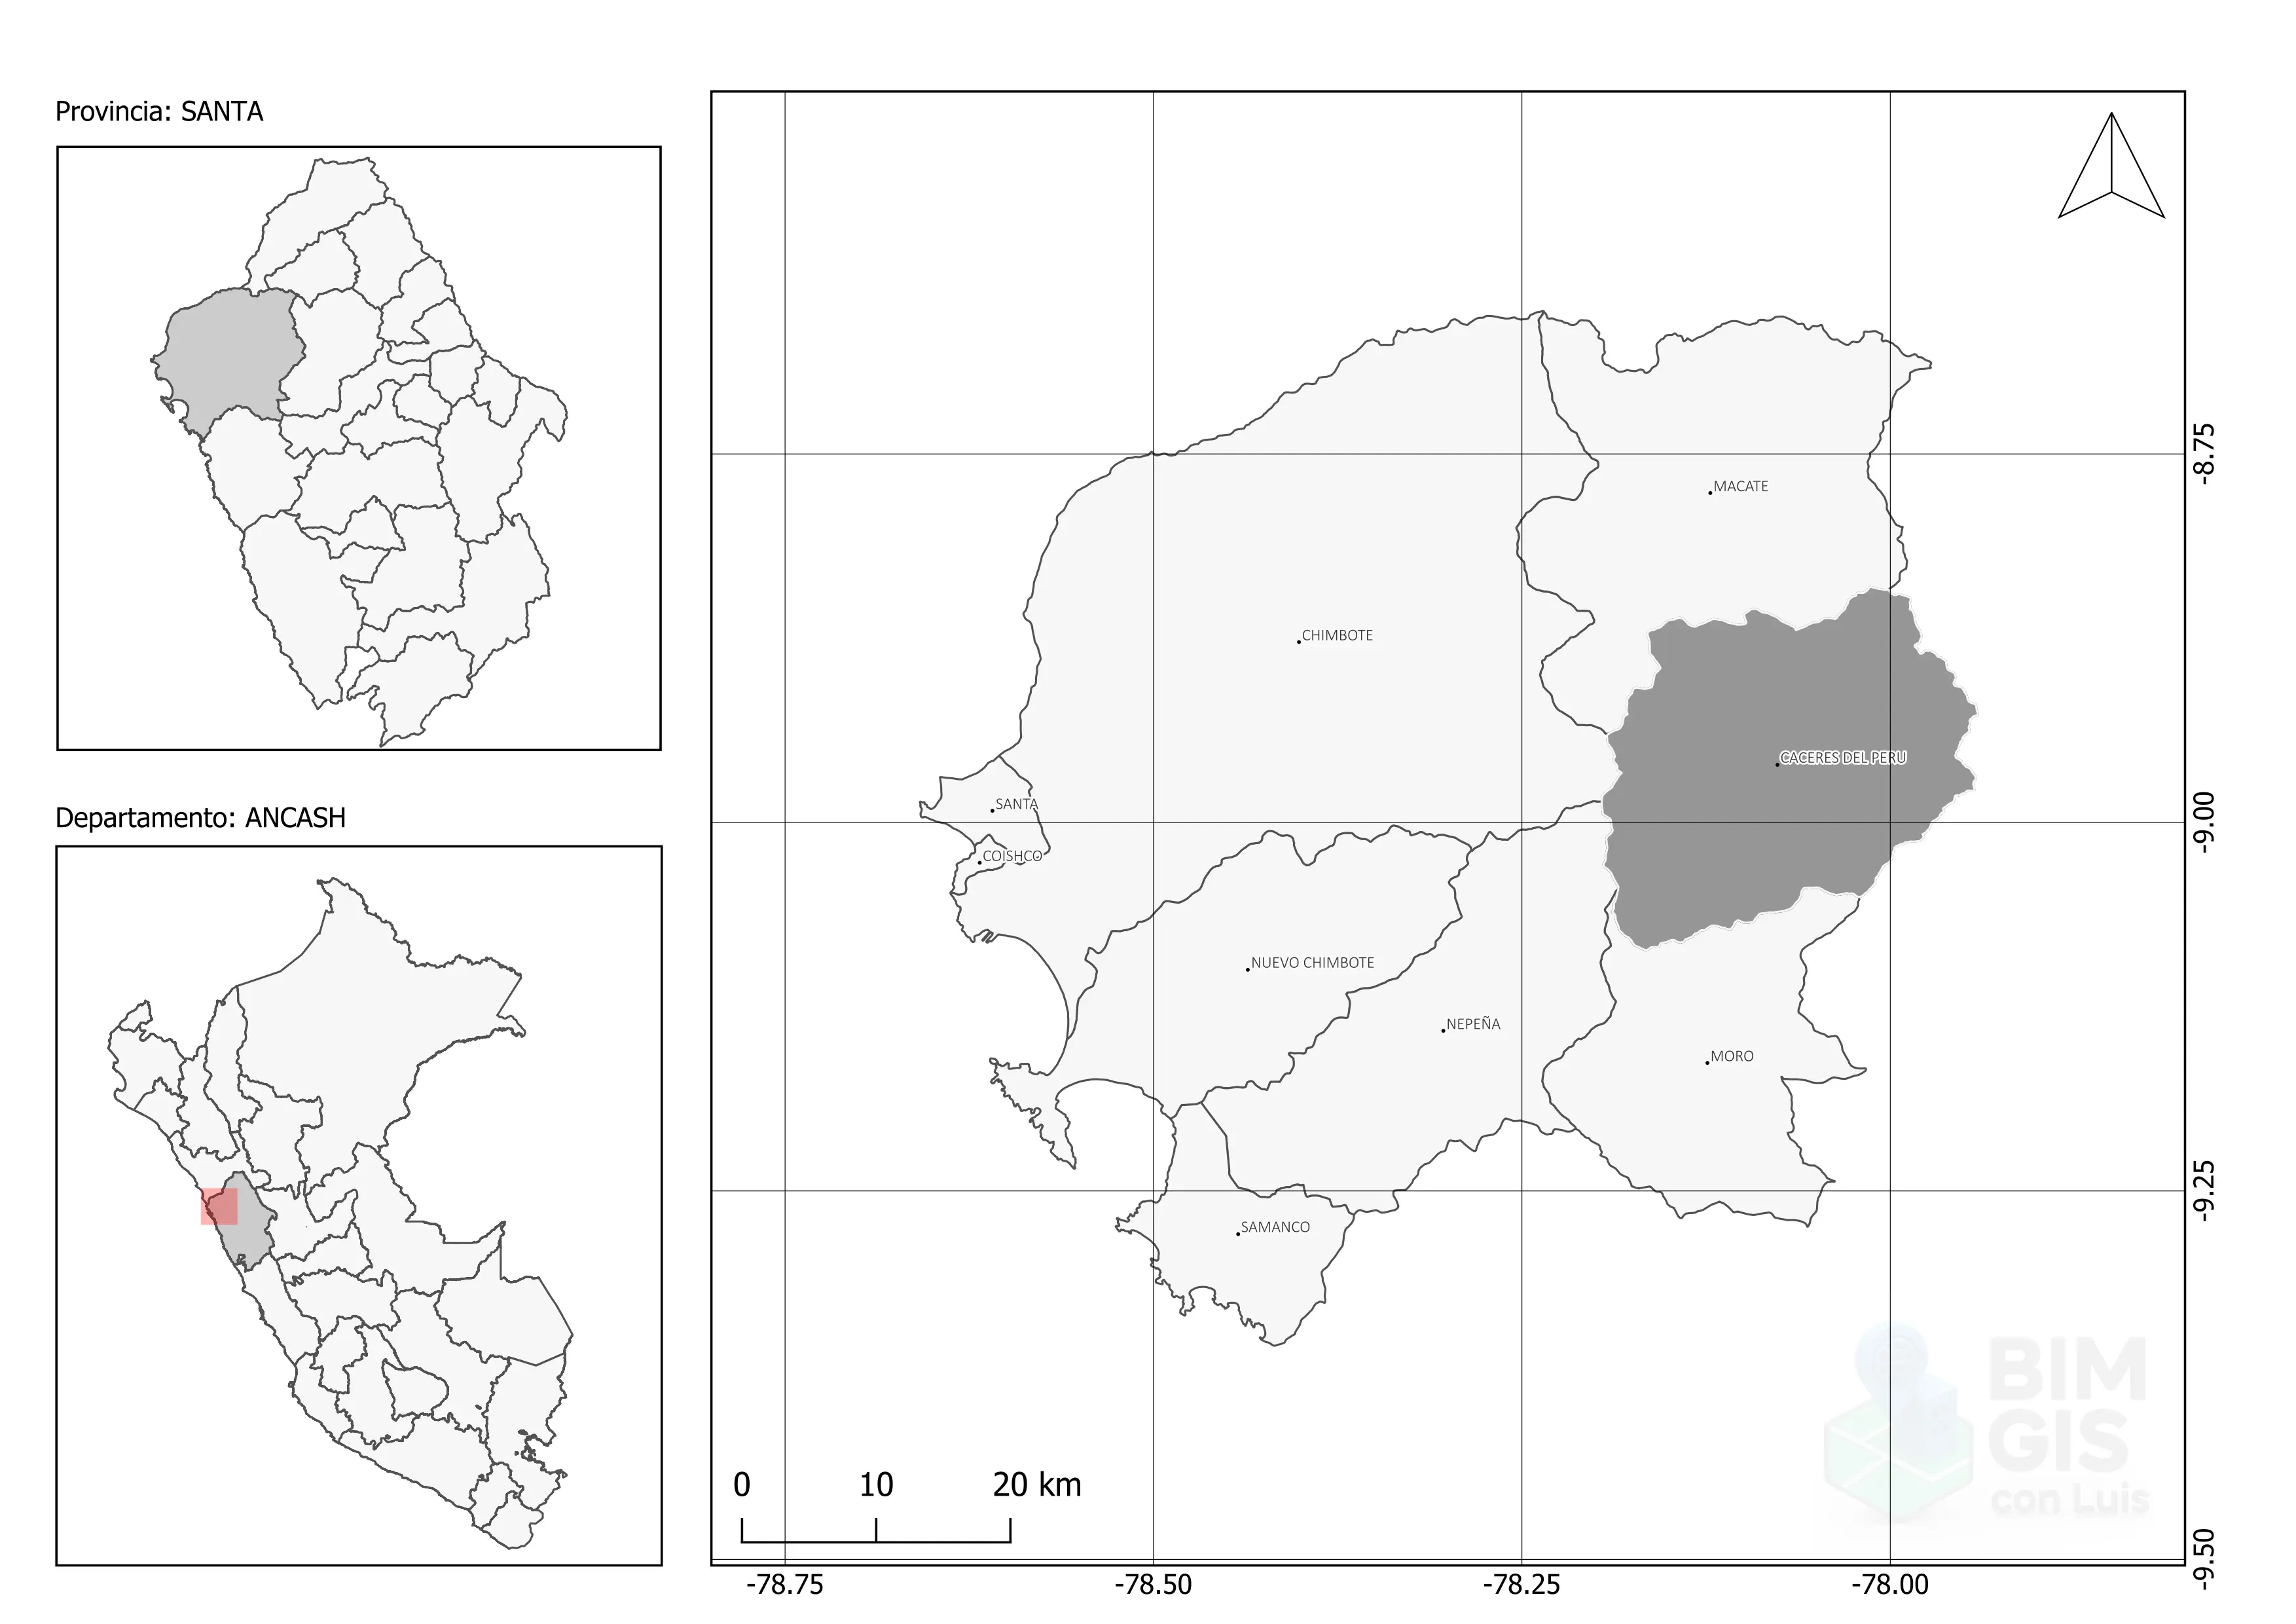 Provincia: SANTA
Departamento: ANCASH
MACATE
CHIMBOTE
CACERES DEL PERU
SANTA
COISHCO
NUEVO CHIMBOTE
NEPEÑA
MORO
SAMANCO
0 10 20 km
BIM
GIS
con Luis
-8.75
-9.00
-9.25
-9.50
-78.75 -78.50 -78.25 -78.00